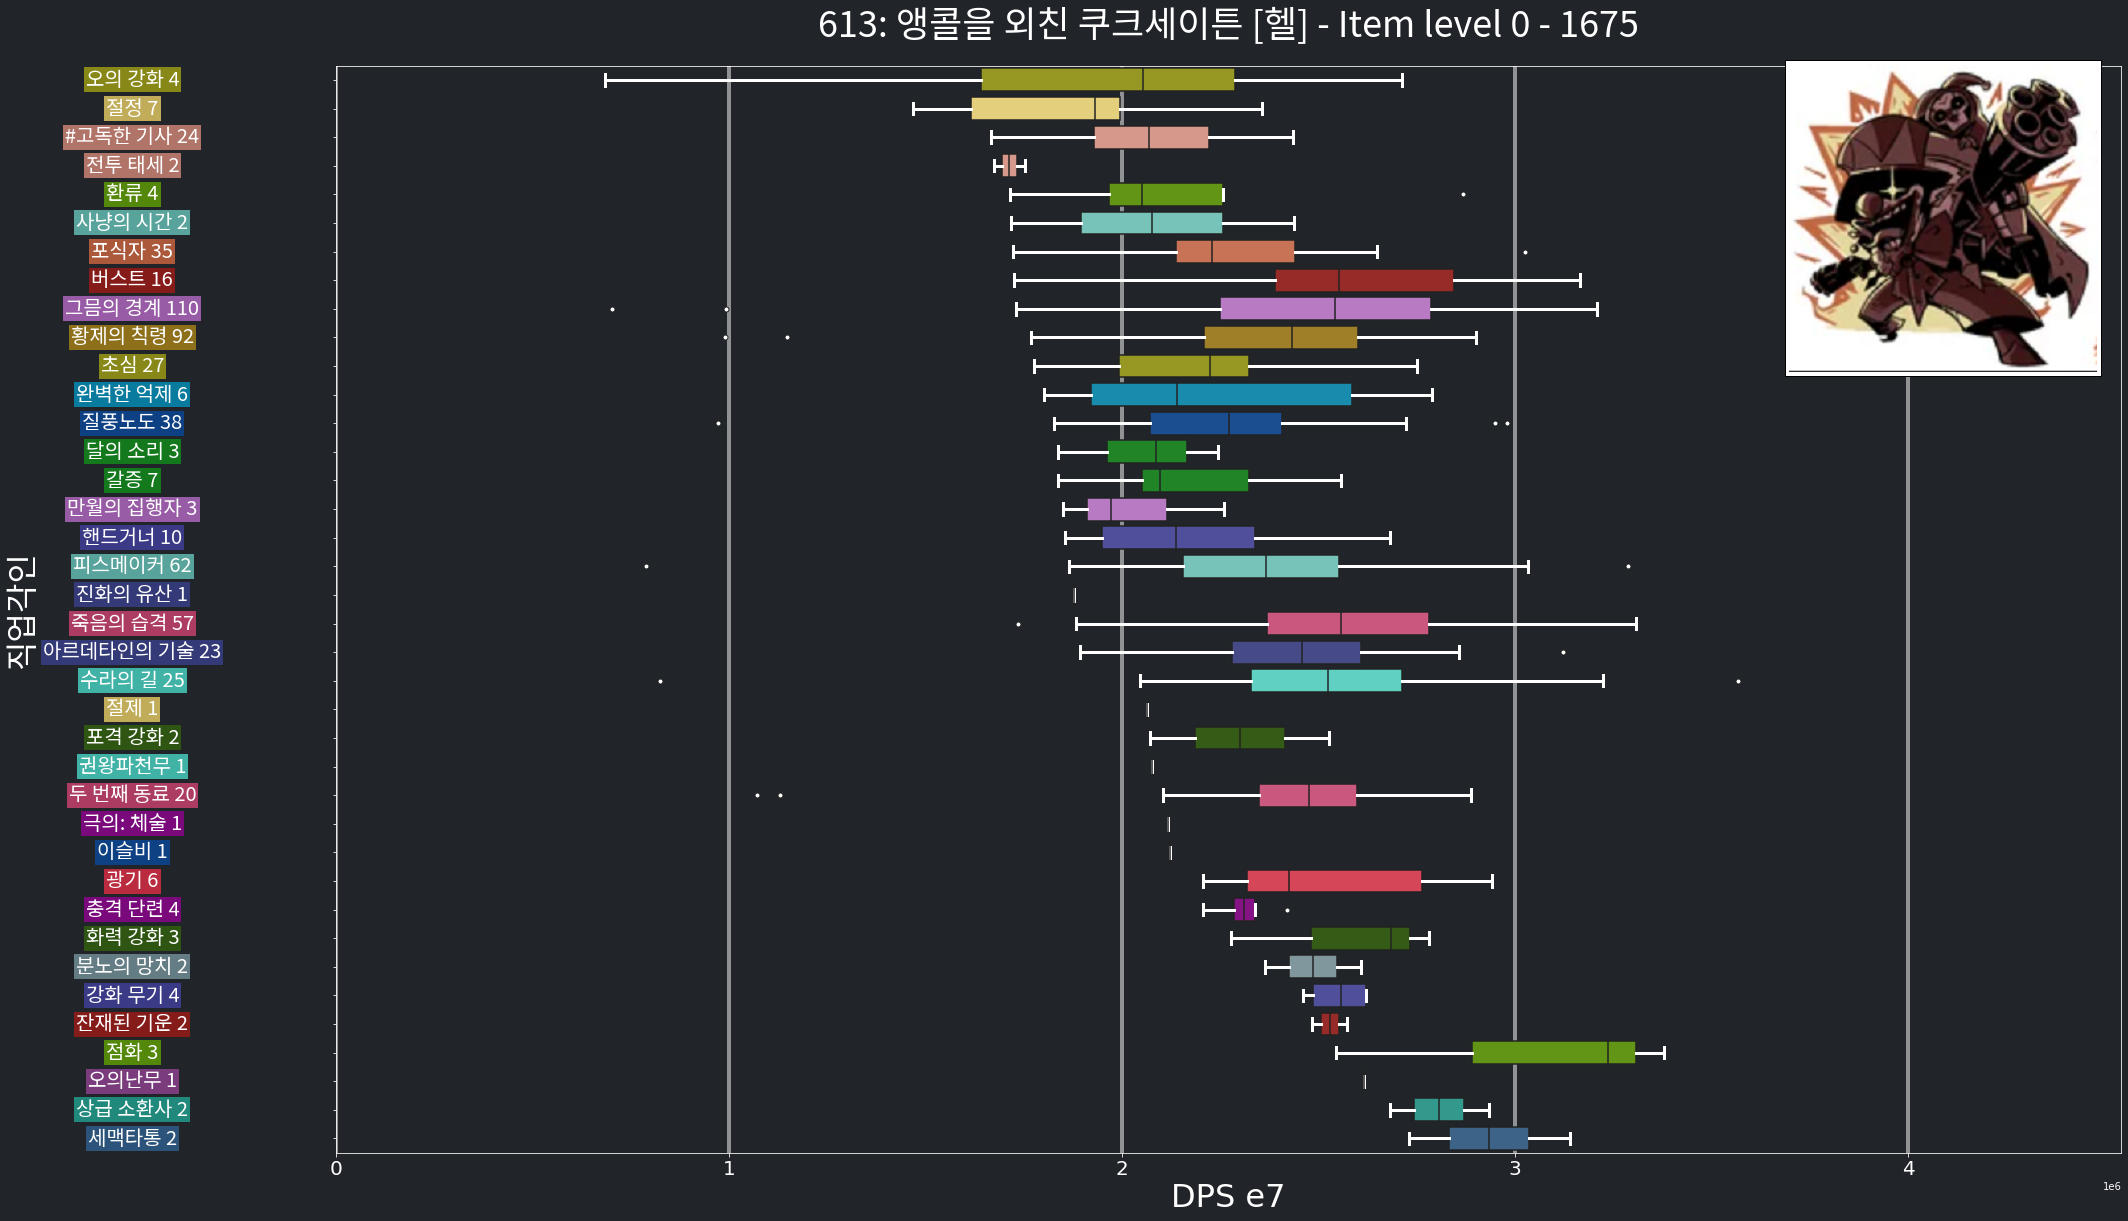 613: 앵콜을 외친 쿠크세이튼 [헬] - Item level 0 - 1675
직업각인
오의 강화 4
절정 7
#고독한 기사 24
전투 태세 2
환류 4
사냥의 시간 2
포식자 35
버스트 16
그믐의 경계 110
황제의 칙령 92
초심 27
완벽한 억제 6
질풍노도 38
달의 소리 3
갈증 7
만월의 집행자 3
핸드거너 10
피스메이커 62
진화의 유산 1
죽음의 습격 57
아르데타인의 기술 23
수라의 길 25
절제 1
포격 강화 2
권왕파천무 1
두 번째 동료 20
극의: 체술 1
이슬비 1
광기 6
충격 단련 4
화력 강화 3
분노의 망치 2
강화 무기 4
잔재된 기운 2
점화 3
오의난무 1
상급 소환사 2
세맥타통 2
0 1 2 3 4
DPS e7
1e6